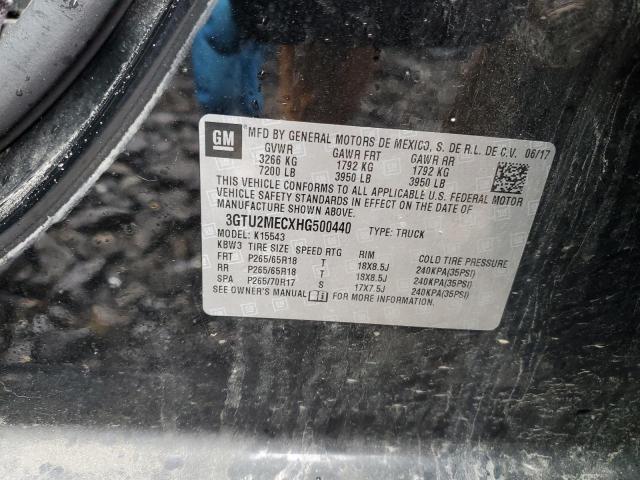 GM
MFD BY GENERAL MOTORS DE MEXICO, S. DE R.L. DE C.V. 06/17
GVWR GAWR FRT GAWR RR
3266 KG 1792 KG 1792 KG
7200 LB 3950 LB 3950 LB
THIS VEHICLE CONFORMS TO ALL APPLICABLE U.S. FEDERAL MOTOR
VEHICLE SAFETY STANDARDS IN EFFECT ON THE DATE OF
MANUFACTURE SHOWN ABOVE.
3GTU2MECXHG500440 TYPE: TRUCK
MODEL: K15543
KBW3 TIRE SIZE SPEED RTG RIM COLD TIRE PRESSURE
FRT P265/65R18 T 18X8.5J 240KPA(35PSI)
RR P265/65R18 T 18X8.5J 240KPA(35PSI)
SPA P265/70R17 S 17X7.5J 240KPA(35PSI)
SEE OWNER'S MANUAL FOR MORE INFORMATION.